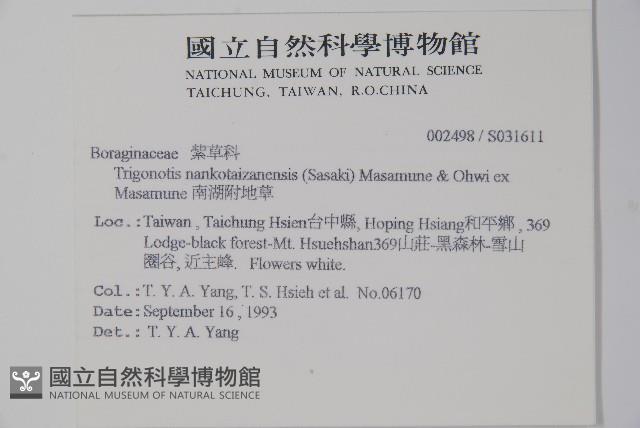 國立自然科學博物館
NATIONAL MUSEUM OF NATURAL SCIENCE
TAICHUNG, TAIWAN, R.O.CHINA
002498 / S031611
Boraginaceae 紫草科
Trigonotis nankotaizanensis (Sasaki) Masamune & Ohwi ex
Masamune 南湖附地草
Loc.:Taiwan , Taichung Hsien台中縣, Hoping Hsiang和平鄉 , 369
Lodge-black forest-Mt. Hsuehshan369山莊-黑森林-雪山
圈谷, 近主峰. Flowers white.
Col.:T. Y. A. Yang, T. S. Hsieh et al. No.06170
Date:September 16 , 1993
Det.: T. Y. A. Yang
國立自然科學博物館
NATIONAL MUSEUM OF NATURAL SCIENCE